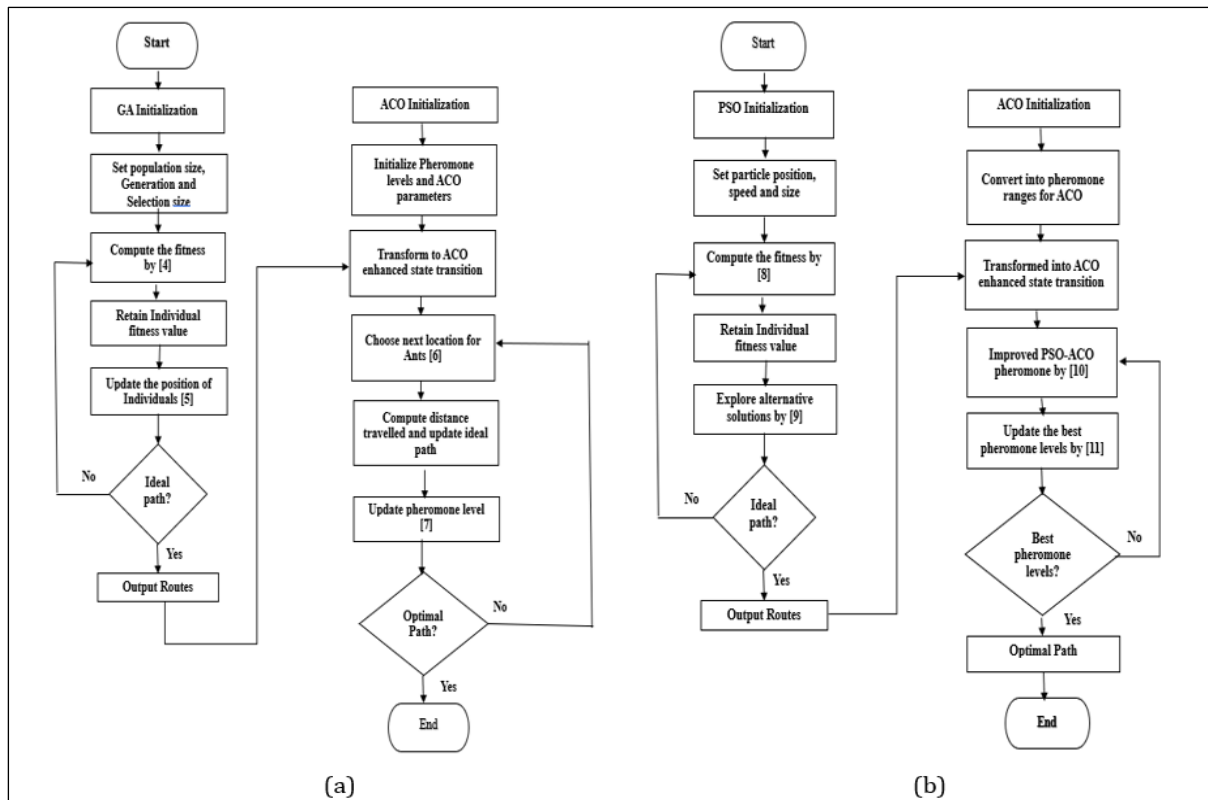 Start
GA Initialization
Set population size,
Generation and
Selection size
Compute the fitness
by [4]
Retain Individual
fitness value
Update the position of
Individuals [5]
No
Ideal
path?
Yes
Output Routes
ACO Initialization
Initialize Pheromone
levels and ACO
parameters
Transform to ACO
enhanced state transition
Choose next location for
Ants [6]
Compute distance
travelled and update ideal
path
Update pheromone level
[7]
Optimal
Path?
No
Yes
End
(a)
Start
PSO Initialization
Set particle position,
speed and size
Compute the fitness by
[8]
Retain Individual
fitness value
Explore alternative
solutions by [9]
No
Ideal
path?
Yes
Output Routes
ACO Initialization
Convert into pheromone
ranges for ACO
Transformed into ACO
enhanced state transition
Improved PSO-ACO
pheromone by [10]
Update the best
pheromone levels by [11]
Best
pheromone
levels?
No
Yes
Optimal Path
End
(b)